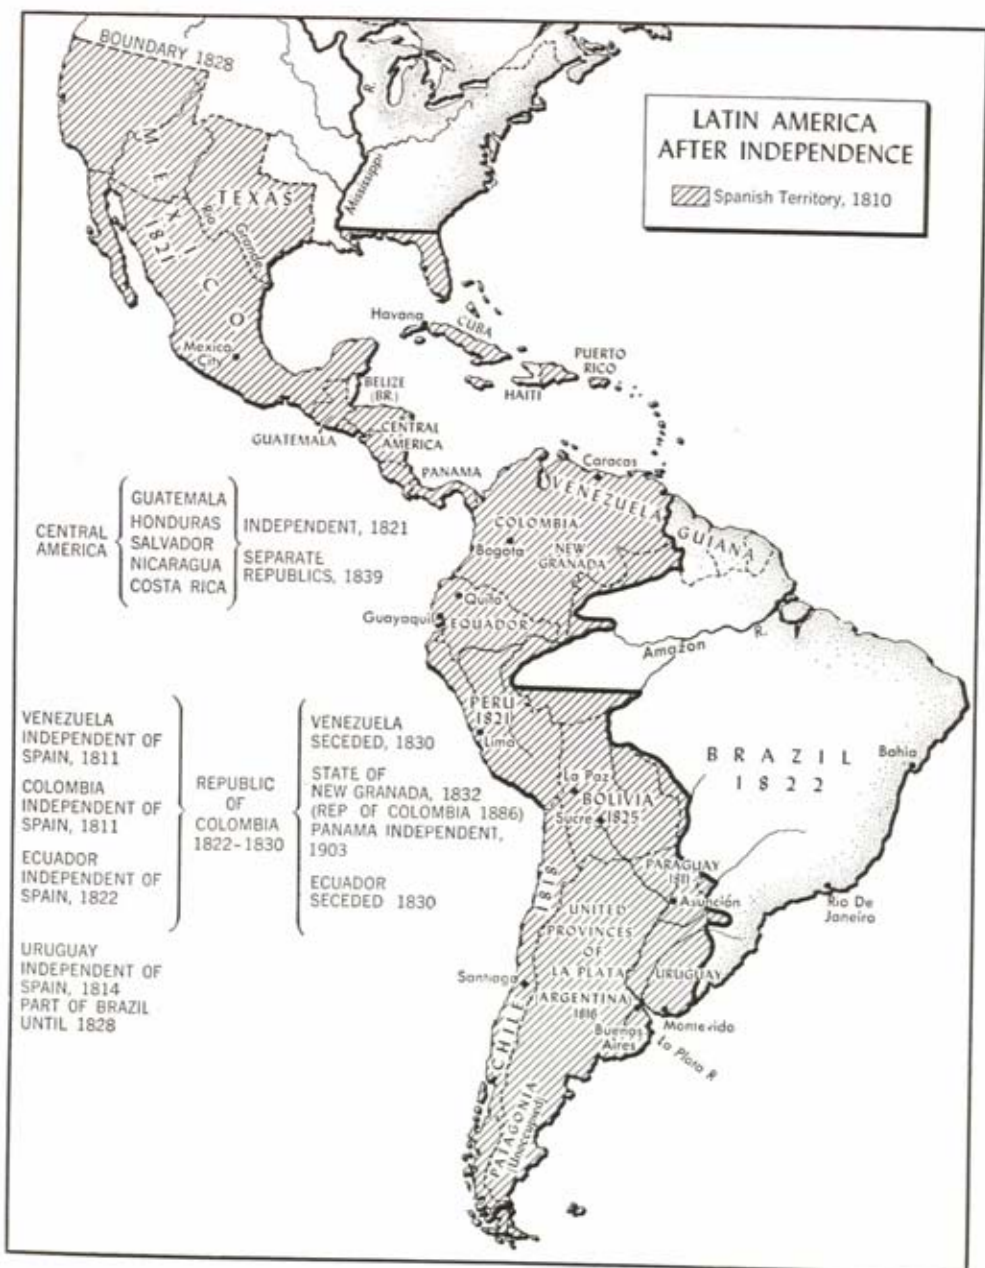 BOUNDARY 1828
LATIN AMERICA
AFTER INDEPENDENCE
Spanish Territory, 1810
MEXICO
1821
TEXAS
Rio Grande
Mississippi
R.
Mexico
City
Havana
CUBA
PUERTO
RICO
HAITI
BELIZE
(BR.)
GUATEMALA
CENTRAL
AMERICA
PANAMA
Caracas
VENEZUELA
COLOMBIA
Bogota
NEW
GRANADA
GUIANA
CENTRAL
AMERICA
GUATEMALA
HONDURAS
SALVADOR
NICARAGUA
COSTA RICA
INDEPENDENT, 1821
SEPARATE
REPUBLICS, 1839
Quito
Guayaquil
EQUADOR
Amazon
R.
PERU
1821
Lima
BRAZIL
1822
Bahia
La Paz
BOLIVIA
Sucre
1825
VENEZUELA
INDEPENDENT OF
SPAIN, 1811
COLOMBIA
INDEPENDENT OF
SPAIN, 1811
ECUADOR
INDEPENDENT OF
SPAIN, 1822
REPUBLIC
OF
COLOMBIA
1822-1830
VENEZUELA
SECEDED, 1830
STATE OF
NEW GRANADA, 1832
(REP OF COLOMBIA 1886)
PANAMA INDEPENDENT,
1903
ECUADOR
SECEDED 1830
URUGUAY
INDEPENDENT OF
SPAIN, 1814
PART OF BRAZIL
UNTIL 1828
PARAGUAY
1811
Asunción
Rio De
Janeiro
CHILE
1818
Santiago
UNITED
PROVINCES
OF
LA PLATA
(ARGENTINA)
1816
URUGUAY
Buenos
Aires
Montevido
La Plata R
PATAGONIA
(Unoccupied)